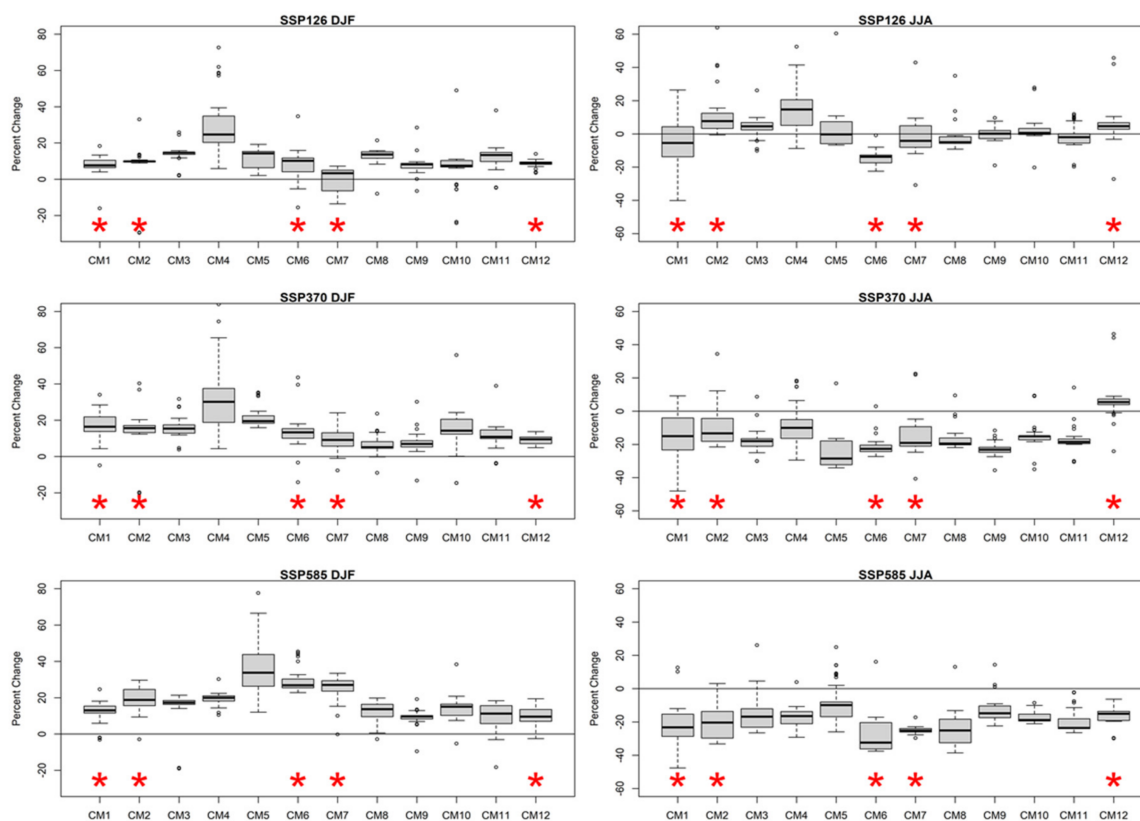 SSP126 DJF
Percent Change
80
60
40
20
0
20
CM1 CM2 CM3 CM4 CM5 CM6 CM7 CM8 CM9 CM10 CM11 CM12
SSP126 JJA
Percent Change
60
40
20
0
-20
-40
-60
CM1 CM2 CM3 CM4 CM5 CM6 CM7 CM8 CM9 CM10 CM11 CM12
SSP370 DJF
Percent Change
80
60
40
20
0
20
CM1 CM2 CM3 CM4 CM5 CM6 CM7 CM8 CM9 CM10 CM11 CM12
SSP370 JJA
Percent Change
60
40
20
0
-20
-40
-60
CM1 CM2 CM3 CM4 CM5 CM6 CM7 CM8 CM9 CM10 CM11 CM12
SSP585 DJF
Percent Change
80
60
40
20
0
20
CM1 CM2 CM3 CM4 CM5 CM6 CM7 CM8 CM9 CM10 CM11 CM12
SSP585 JJA
Percent Change
60
40
20
0
-20
-40
-60
CM1 CM2 CM3 CM4 CM5 CM6 CM7 CM8 CM9 CM10 CM11 CM12